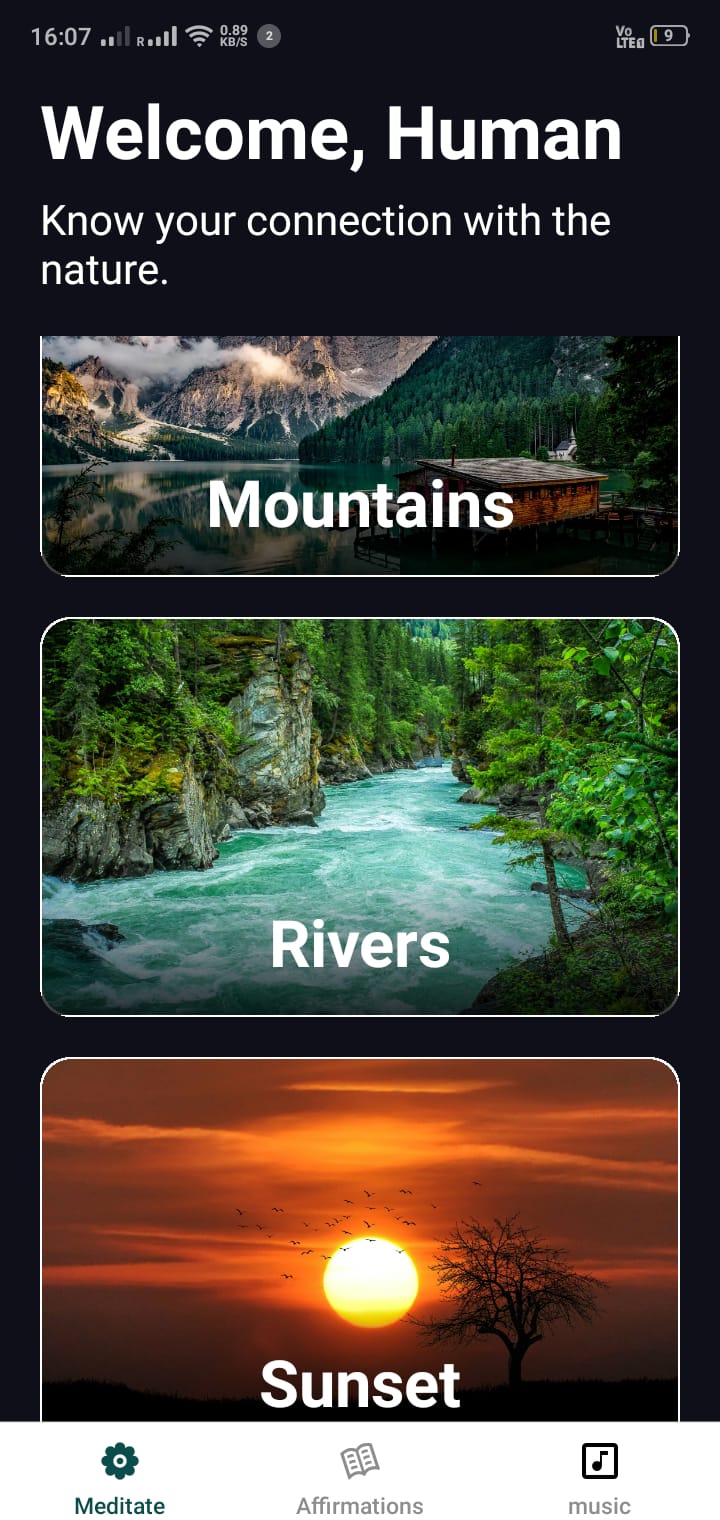 16:07 R 0.89 KB/S 2 Vo LTE 9
Welcome, Human
Know your connection with the
nature.
Mountains
Rivers
Sunset
Meditate Affirmations music